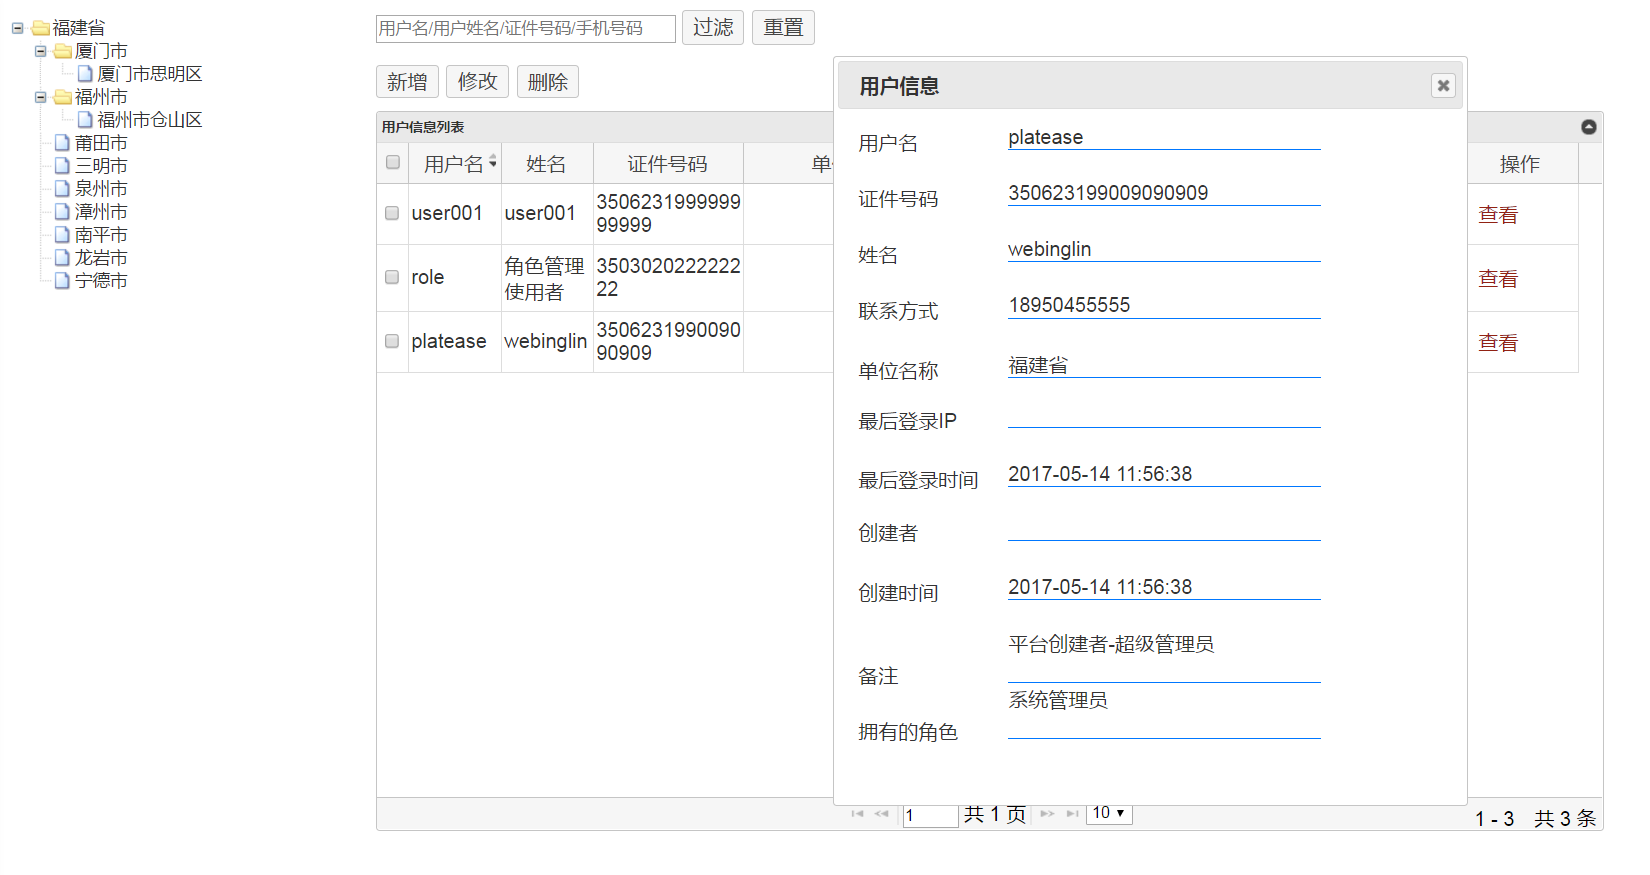 福建省
厦门市
厦门市思明区
福州市
福州市仓山区
莆田市
三明市
泉州市
漳州市
南平市
龙岩市
宁德市
用户名/用户姓名/证件号码/手机号码 过滤 重置
新增 修改 删除
用户信息列表
用户名 姓名 证件号码 操作
user001 user001 350623199999999999 查看
role 角色管理使用者 350302022222222 查看
platease webinglin 350623199009090909 查看
1 共 1 页 10
1 - 3 共 3 条
用户信息
用户名 platease
证件号码 350623199009090909
姓名 webinglin
联系方式 18950455555
单位名称 福建省
最后登录IP
最后登录时间 2017-05-14 11:56:38
创建者
创建时间 2017-05-14 11:56:38
备注 平台创建者-超级管理员
拥有的角色 系统管理员